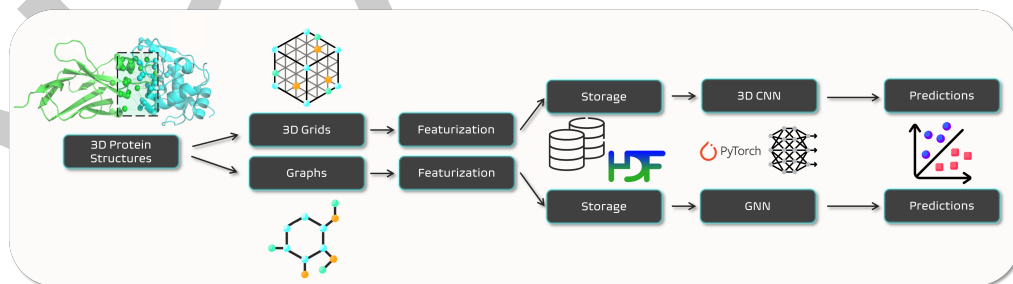 3D Protein
Structures
3D Grids
Featurization
Graphs
Featurization
Storage
3D CNN
Predictions
HDF
PyTorch
Storage
GNN
Predictions